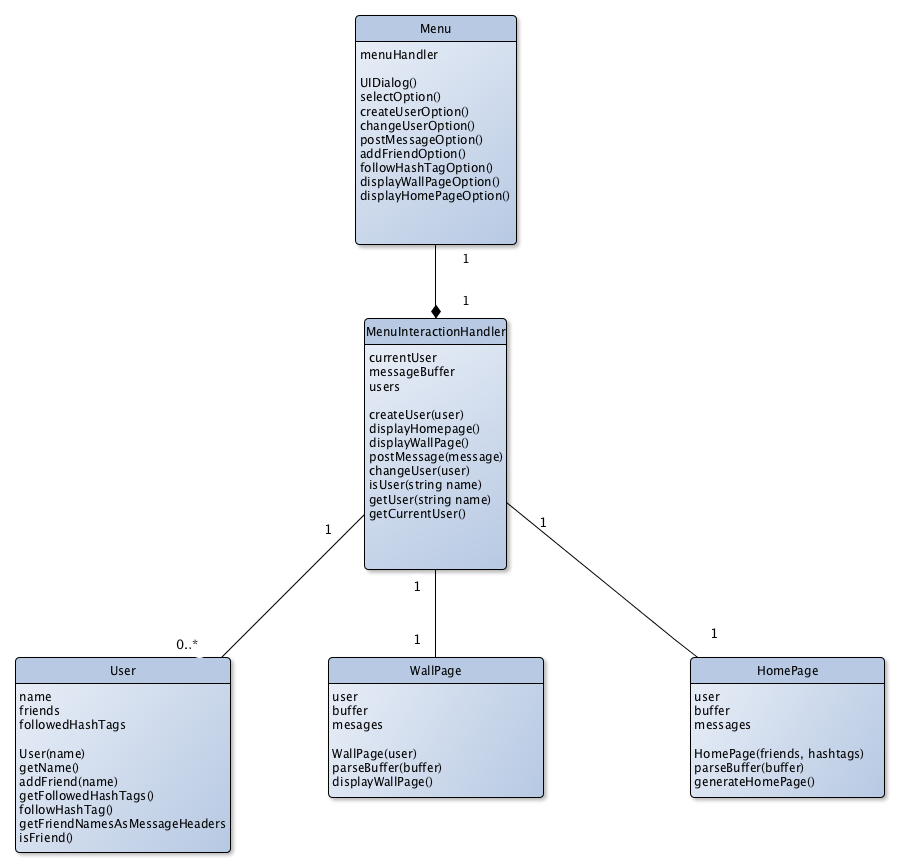 Menu
menuHandler
UIDialog()
selectOption()
createUserOption()
changeUserOption()
postMessageOption()
addFriendOption()
followHashTagOption()
displayWallPageOption()
displayHomePageOption()
1
1
MenuInteractionHandler
currentUser
messageBuffer
users
createUser(user)
displayHomepage()
displayWallPage()
postMessage(message)
changeUser(user)
isUser(string name)
getUser(string name)
getCurrentUser()
1
0..*
1
1
1
1
User
name
friends
followedHashTags
User(name)
getName()
addFriend(name)
getFollowedHashTags()
followHashTag()
getFriendNamesAsMessageHeaders
isFriend()
WallPage
user
buffer
mesages
WallPage(user)
parseBuffer(buffer)
displayWallPage()
HomePage
user
buffer
messages
HomePage(friends, hashtags)
parseBuffer(buffer)
generateHomePage()